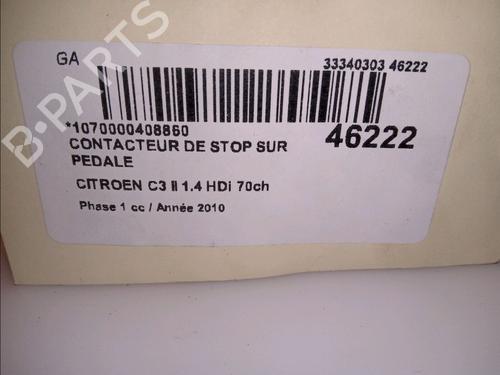 GA 33340303 46222
*1070000408860
46222
CONTACTEUR DE STOP SUR
PEDALE
CITROEN C3 II 1.4 HDi 70ch
Phase 1 cc / Année 2010
B-PARTS